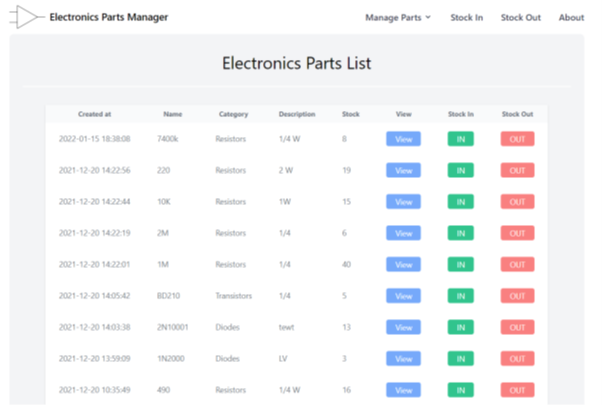 Electronics Parts Manager Manage Parts Stock In Stock Out About
Electronics Parts List
Created at Name Category Description Stock View Stock In Stock Out
2022-01-15 18:38:08 7400k Resistors 1/4 W 8 View IN OUT
2021-12-20 14:22:56 220 Resistors 2 W 19 View IN OUT
2021-12-20 14:22:44 10K Resistors 1W 15 View IN OUT
2021-12-20 14:22:19 2M Resistors 1/4 6 View IN OUT
2021-12-20 14:22:01 1M Resistors 1/4 40 View IN OUT
2021-12-20 14:05:42 BD210 Transistors 1/4 5 View IN OUT
2021-12-20 14:03:38 2N10001 Diodes tewt 13 View IN OUT
2021-12-20 13:59:09 1N2000 Diodes LV 3 View IN OUT
2021-12-20 10:35:49 490 Resistors 1/4 W 16 View IN OUT